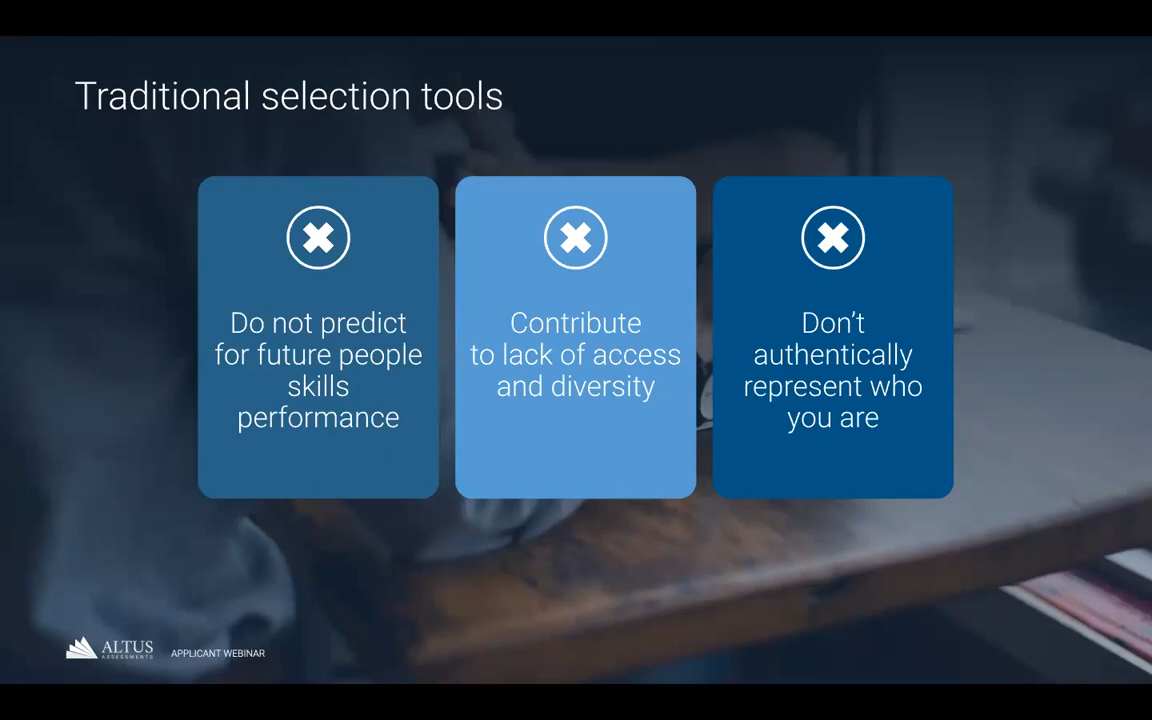 Traditional selection tools
Do not predict
for future people
skills
performance
Contribute
to lack of access
and diversity
Don’t
authentically
represent who
you are
ALTUS
ASSESSMENTS
APPLICANT WEBINAR